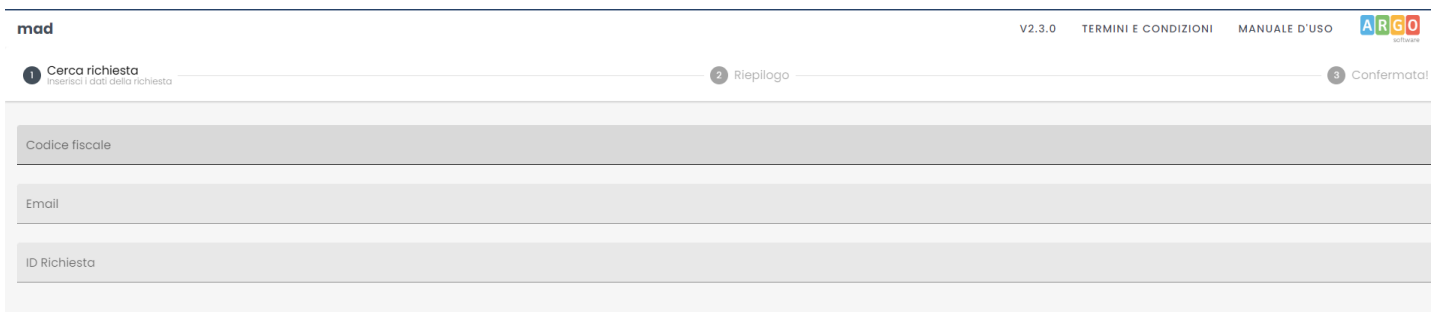 mad V2.3.0 TERMINI E CONDIZIONI MANUALE D'USO ARGO
software
1 Cerca richiesta 2 Riepilogo 3 Confermata!
Inserisci i dati della richiesta
Codice fiscale
Email
ID Richiesta